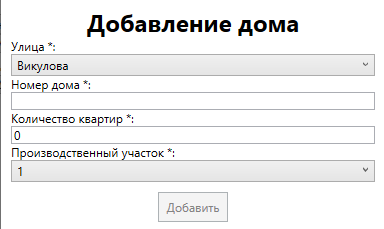 Добавление дома
Улица *:
Викулова
Номер дома *:
Количество квартир *:
0
Производственный участок *:
1
Добавить